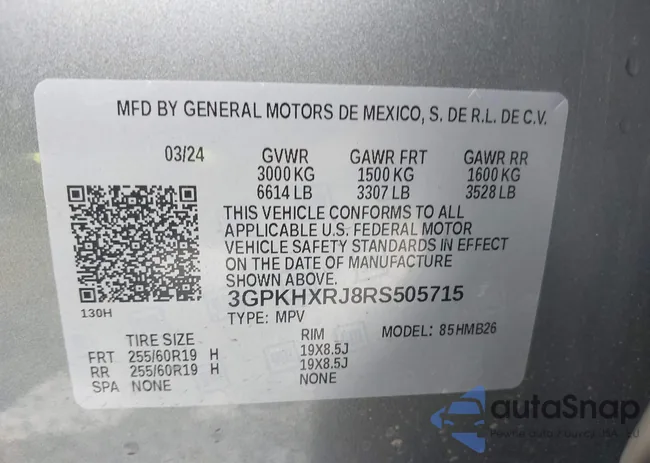 MFD BY GENERAL MOTORS DE MEXICO, S. DE R.L. DE C.V.
03/24 GVWR GAWR FRT GAWR RR
3000 KG 1500 KG 1600 KG
6614 LB 3307 LB 3528 LB
THIS VEHICLE CONFORMS TO ALL
APPLICABLE U.S. FEDERAL MOTOR
VEHICLE SAFETY STANDARDS IN EFFECT
ON THE DATE OF MANUFACTURE
SHOWN ABOVE.
3GPKHXRJ8RS505715
130H
TYPE: MPV MODEL: 85HMB26
TIRE SIZE RIM
FRT 255/60R19 H 19X8.5J
RR 255/60R19 H 19X8.5J
SPA NONE NONE
autaSnap
Pewne auta z